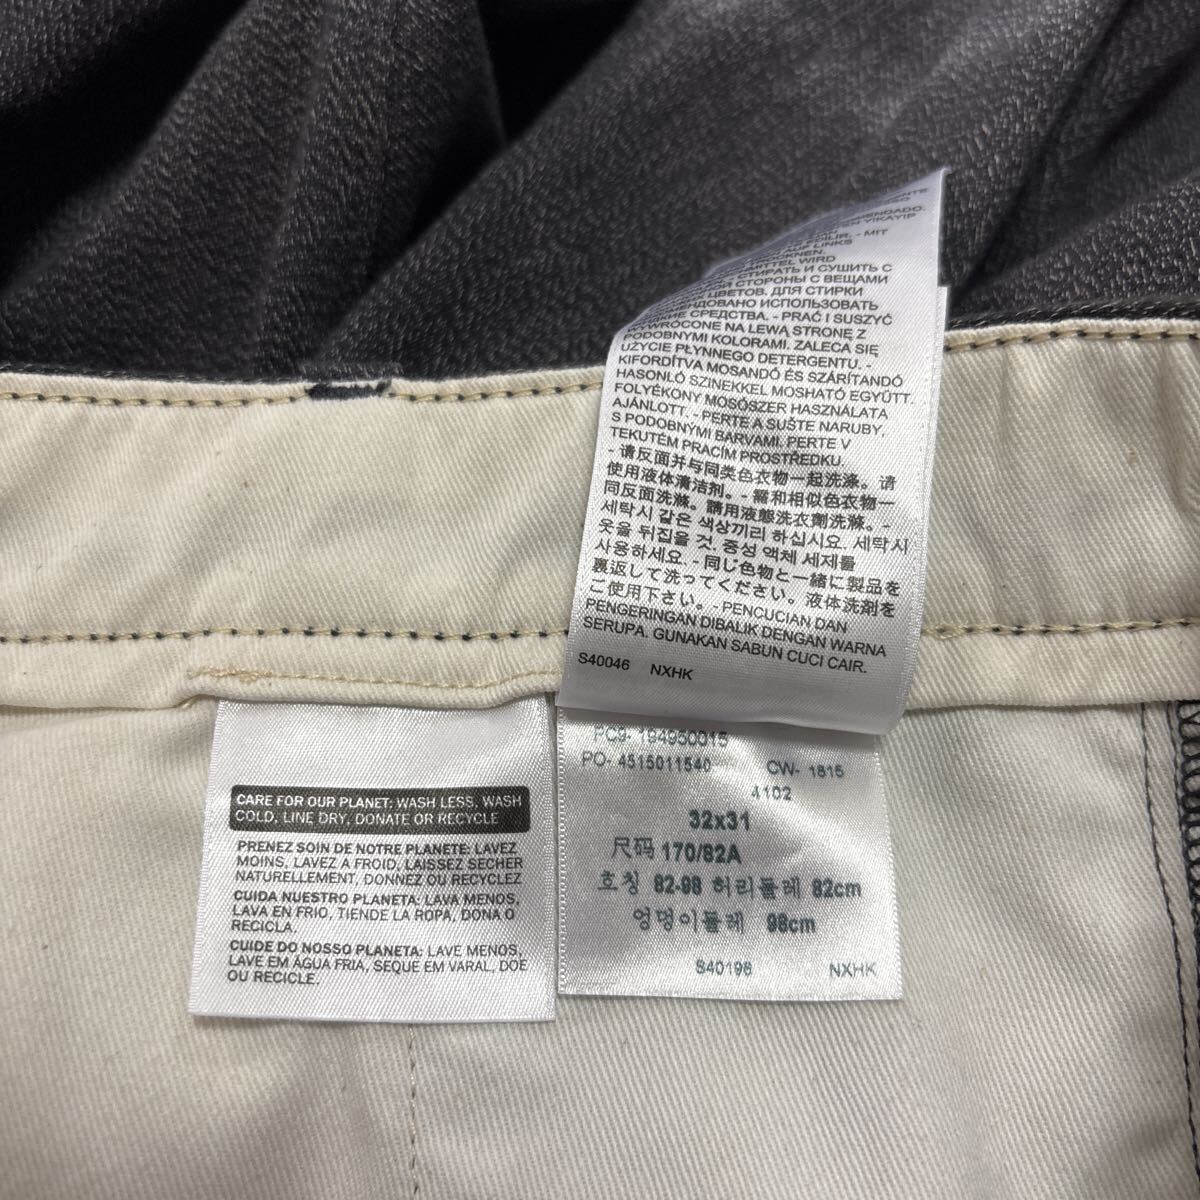 RECOMENDADO.
EDILIR. - MIT
AUF LINKS
TROCKNEN.
WIRD
СТИРАТЬ И СУШИТЬ С
СТОРОНЫ С ВЕЩАМИ
ЦВЕТОВ. ДЛЯ СТИРКИ
ИСПОЛЬЗОВАТЬ
СРЕДСТВА. - PRAĆ I SUSZYĆ
WYWROCONE NA LEWĄ STRONĘ Z
PODOBNYMI KOLORAMI. ZALECA SIĘ
UŻYCIE PŁYNNEGO DETERGENTU. -
KIFORDÍTVA MOSANDÓ ÉS SZÁRÍTANDÓ
HASONLÓ SZINEKKEL MOSHATÓ EGYÜTT.
FOLYÉKONY MOSÓSZER HASZNÁLATA
AJÁNLOTT. - PERTE A SUŠTE NARUBY,
S PODOBNÝMI BARVAMI. PERTE V
TEKUTÉM PRACÍM PROSTŘEDKU.
- 请反面并与同类色衣物一起洗涤。请
使用液体清洁剂。- 羅和相似色衣物一
同反面洗滌。請用液態洗衣劑洗滌。-
세탁시 같은 색상끼리 하십시요. 세탁시
옷을 뒤집을 것. 중성 액체 세제를
사용하세요. - 同じ色物と一緒に製品を
裏返して洗ってください。液体洗剤を
ご使用下さい。- PENCUCIAN DAN
PENGERINGAN DIBALIK DENGAN WARNA
SERUPA. GUNAKAN SABUN CUCI CAIR.
S40046 NXHK
CARE FOR OUR PLANET: WASH LESS, WASH
COLD, LINE DRY, DONATE OR RECYCLE
PRENEZ SOIN DE NOTRE PLANETE: LAVEZ
MOINS, LAVEZ A FROID, LAISSEZ SECHER
NATURELLEMENT, DONNEZ OU RECYCLEZ
CUIDA NUESTRO PLANETA: LAVA MENOS,
LAVA EN FRIO, TIENDE LA ROPA, DONA O
RECICLA.
CUIDE DO NOSSO PLANETA: LAVE MENOS,
LAVE EM ÁGUA FRIA, SEQUE EM VARAL, DOE
OU RECICLE.
PC9- 194950015
PO- 4515011540 CW- 1815
4102
32x31
尺码 170/82A
호칭 82-98 허리둘레 82cm
엉덩이둘레 98cm
S40198 NXHK